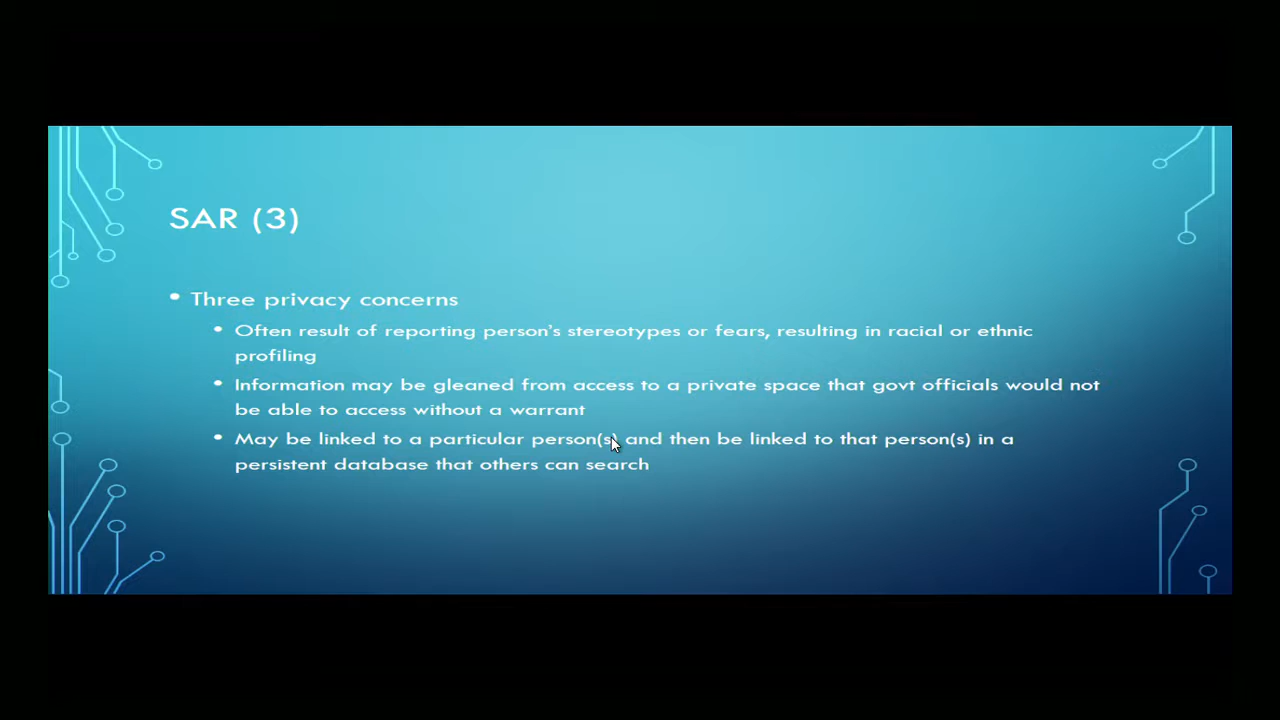 SAR (3)
• Three privacy concerns
• Often result of reporting person's stereotypes or fears, resulting in racial or ethnic
profiling
• Information may be gleaned from access to a private space that govt officials would not
be able to access without a warrant
• May be linked to a particular person(s) and then be linked to that person(s) in a
persistent database that others can search